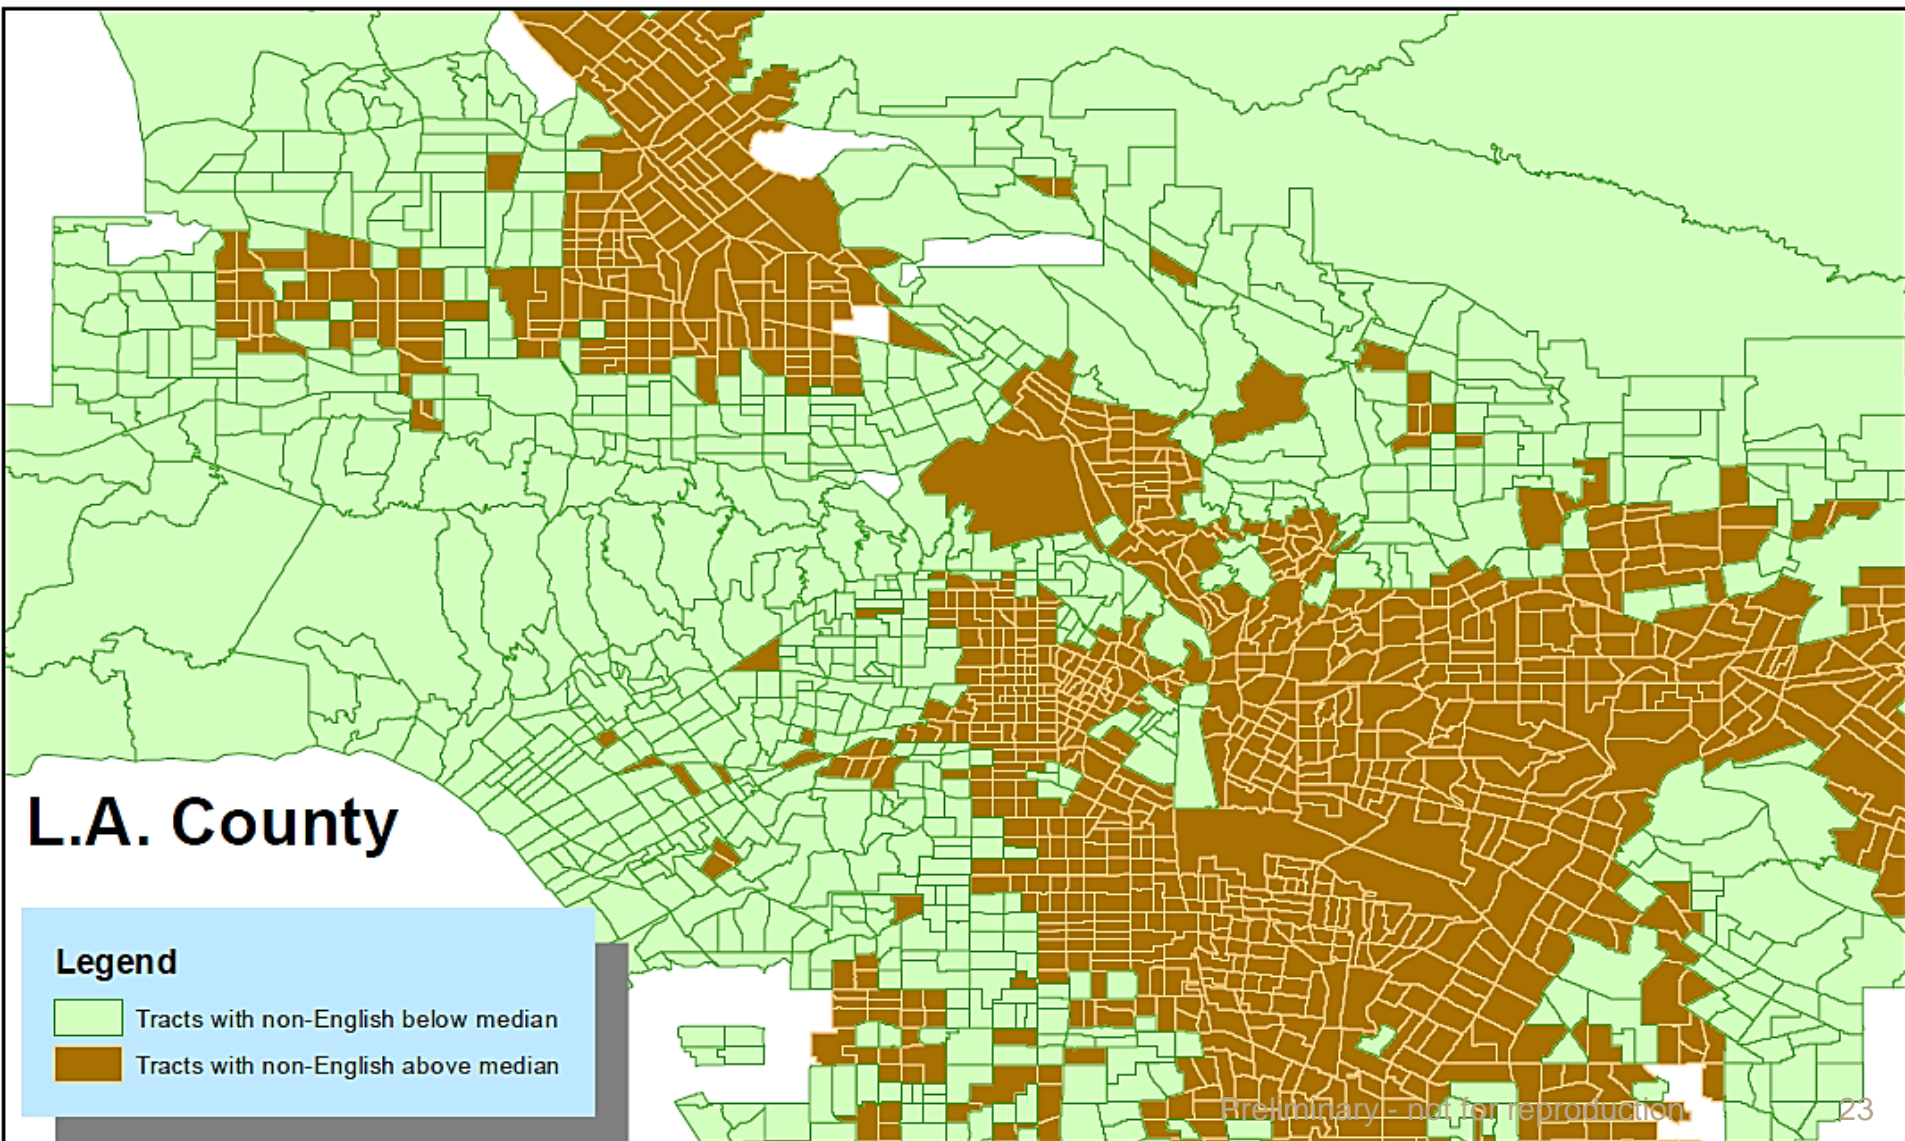 L.A. County
Legend
Tracts with non-English below median
Tracts with non-English above median
Preliminary - not for reproduction
23